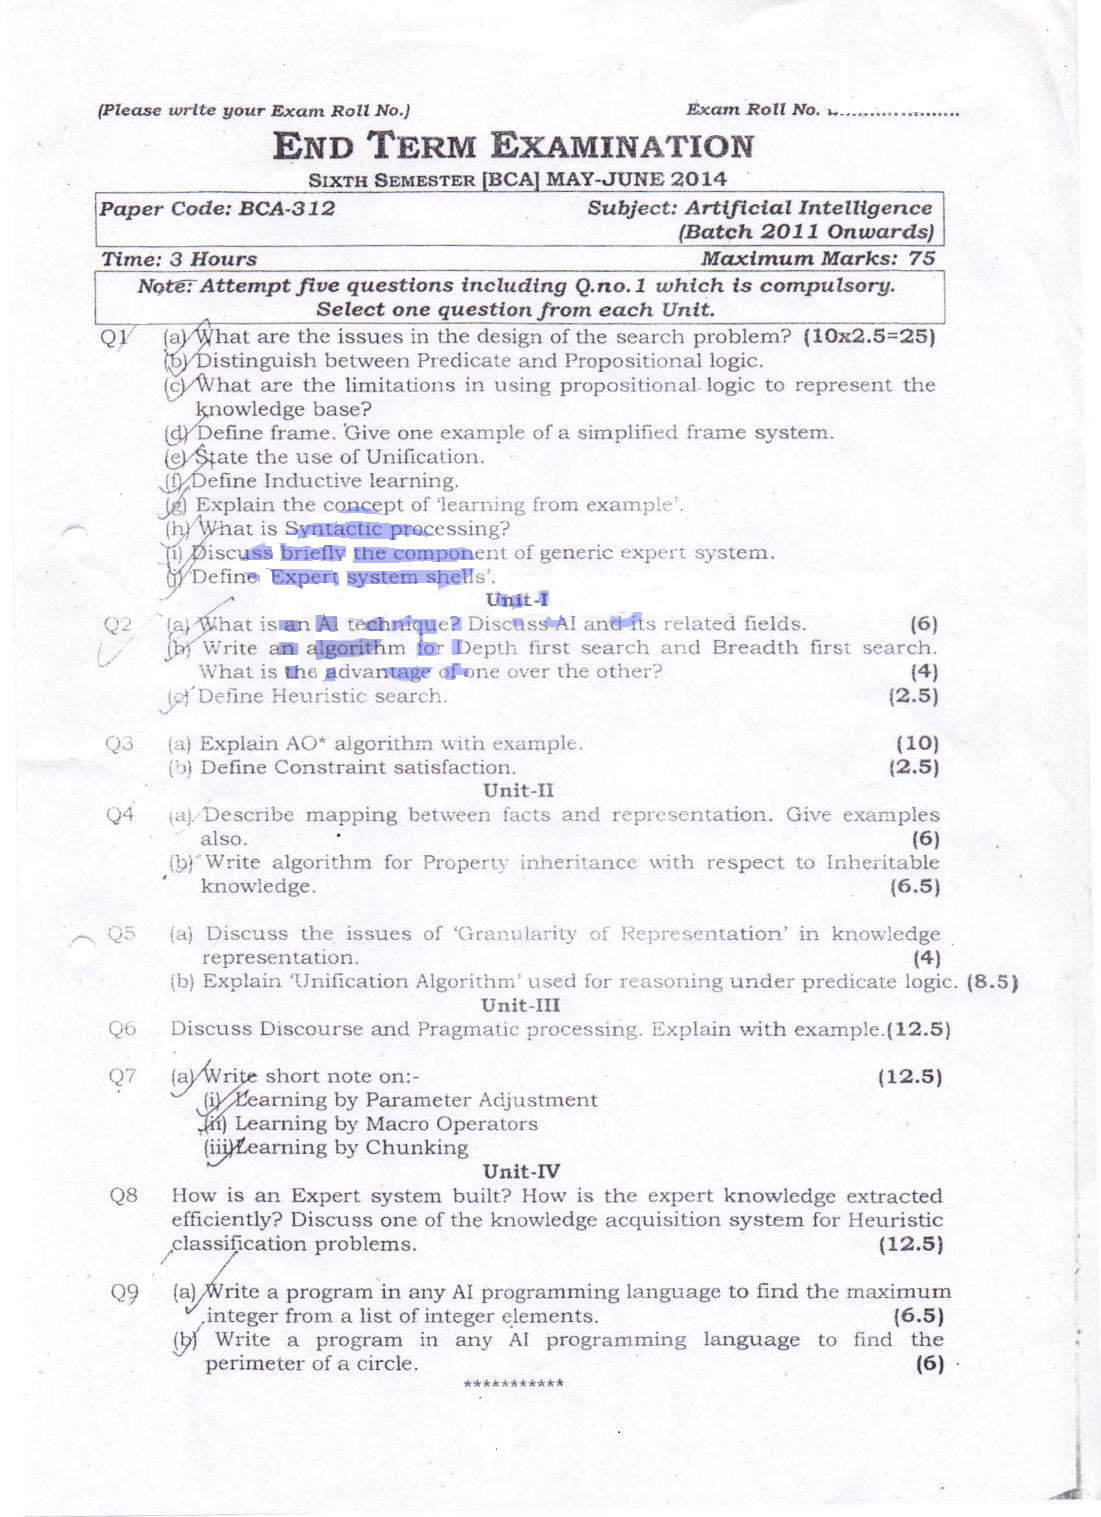 (Please write your Exam Roll No.)                    Exam Roll No. ......................
END TERM EXAMINATION
SIXTH SEMESTER [BCA] MAY-JUNE 2014
Paper Code: BCA-312                    Subject: Artificial Intelligence
(Batch 2011 Onwards)
Time: 3 Hours                    Maximum Marks: 75
Note: Attempt five questions including Q.no.1 which is compulsory.
Select one question from each Unit.
Q1 (a) What are the issues in the design of the search problem? (10x2.5=25)
(b) Distinguish between Predicate and Propositional logic.
(c) What are the limitations in using propositional logic to represent the
knowledge base?
(d) Define frame. Give one example of a simplified frame system.
(e) State the use of Unification.
(f) Define Inductive learning.
(g) Explain the concept of 'learning from example'.
(h) What is Syntactic processing?
(i) Discuss briefly the component of generic expert system.
(j) Define Expert system shells'.
Unit-I
Q2 (a) What is an AI technique? Discuss AI and its related fields. (6)
(b) Write an algorithm for Depth first search and Breadth first search.
What is the advantage of one over the other? (4)
(c) Define Heuristic search. (2.5)
Q3 (a) Explain AO* algorithm with example. (10)
(b) Define Constraint satisfaction. (2.5)
Unit-II
Q4 (a) Describe mapping between facts and representation. Give examples
also. (6)
(b) Write algorithm for Property inheritance with respect to Inheritable
knowledge. (6.5)
Q5 (a) Discuss the issues of 'Granularity of Representation' in knowledge
representation. (4)
(b) Explain 'Unification Algorithm' used for reasoning under predicate logic. (8.5)
Unit-III
Q6 Discuss Discourse and Pragmatic processing. Explain with example.(12.5)
Q7 (a) Write short note on:- (12.5)
(i) Learning by Parameter Adjustment
(ii) Learning by Macro Operators
(iii) Learning by Chunking
Unit-IV
Q8 How is an Expert system built? How is the expert knowledge extracted
efficiently? Discuss one of the knowledge acquisition system for Heuristic
classification problems. (12.5)
Q9 (a) Write a program in any AI programming language to find the maximum
integer from a list of integer elements. (6.5)
(b) Write a program in any AI programming language to find the
perimeter of a circle. (6)
***********